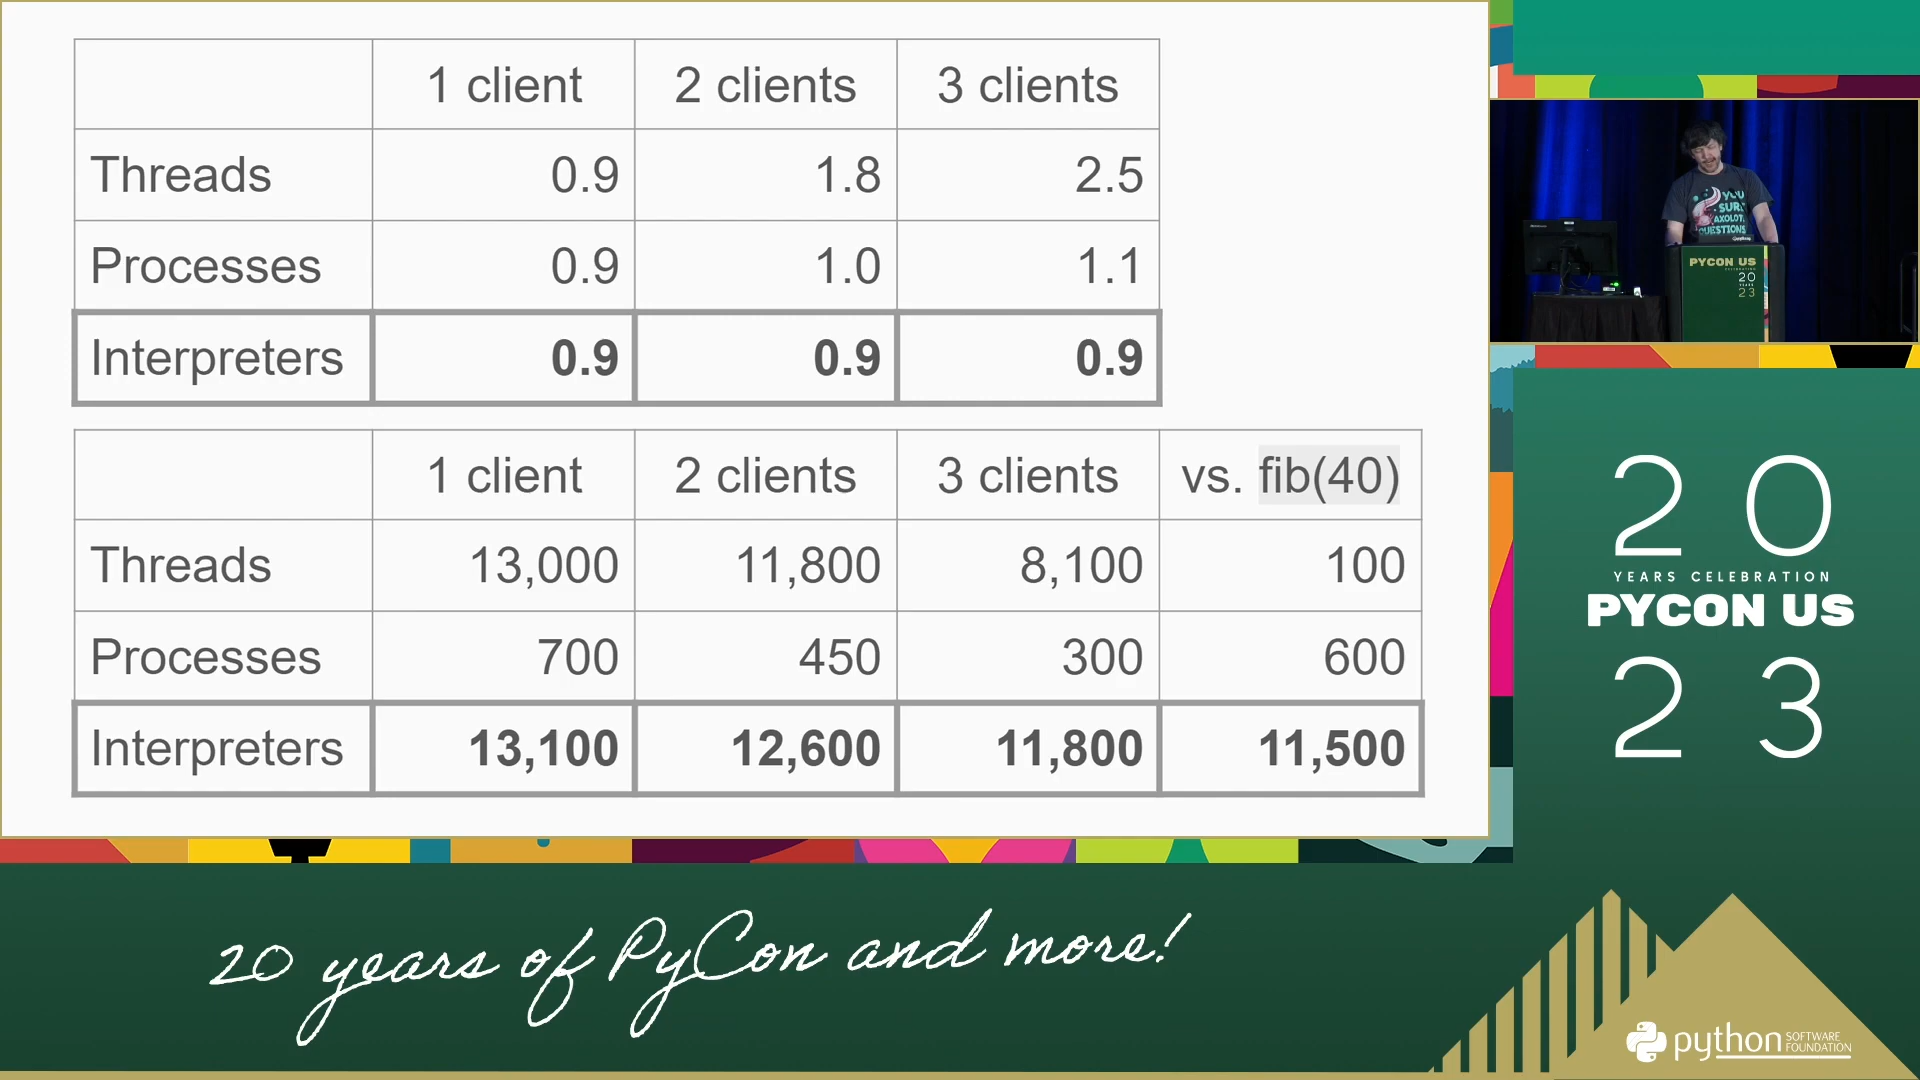 1 client 2 clients 3 clients
Threads 0.9 1.8 2.5
Processes 0.9 1.0 1.1
Interpreters 0.9 0.9 0.9
1 client 2 clients 3 clients vs. fib(40)
Threads 13,000 11,800 8,100 100
Processes 700 450 300 600
Interpreters 13,100 12,600 11,800 11,500
YOU
SURE
AXOLOTL
QUESTIONS
PYCON US
20
23
20
YEARS CELEBRATION
PYCON US
23
20 years of PyCon and more!
python SOFTWARE
FOUNDATION